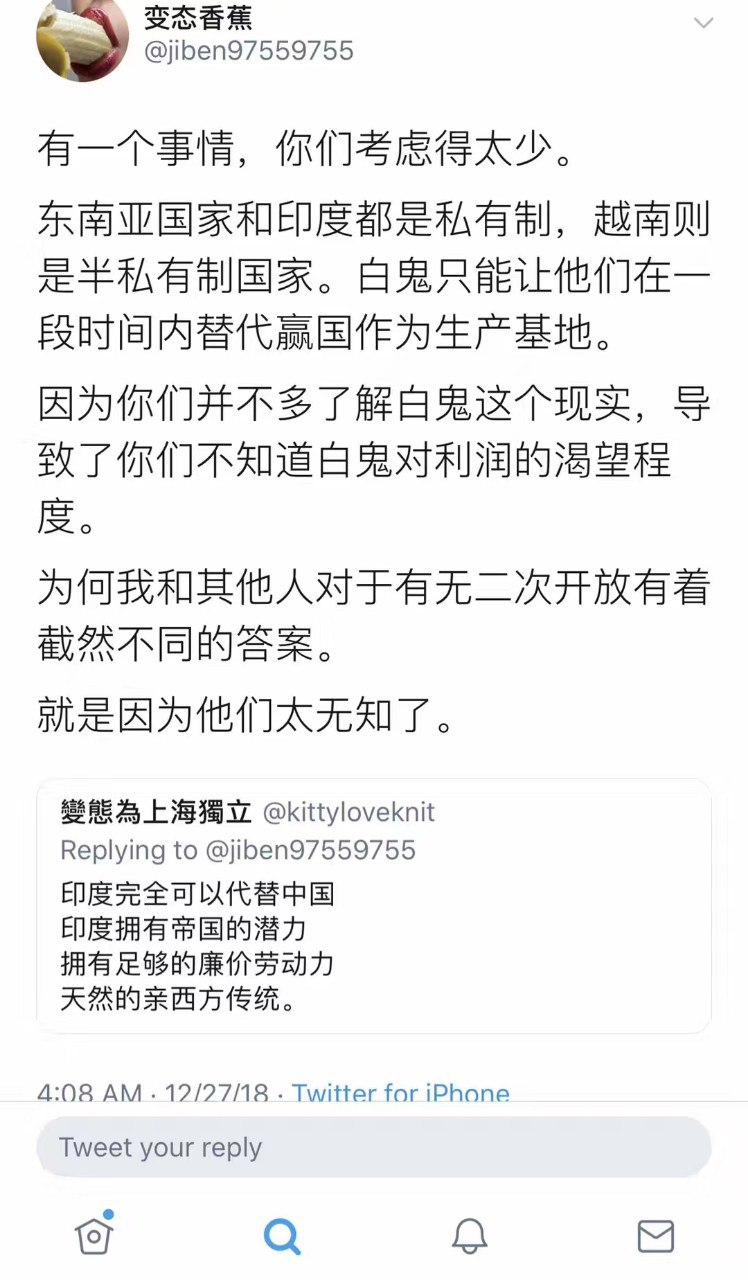 变态香蕉
@jiben97559755
有一个事情，你们考虑得太少。
东南亚国家和印度都是私有制，越南则
是半私有制国家。白鬼只能让他们在一
段时间内替代赢国作为生产基地。
因为你们并不多了解白鬼这个现实，导
致了你们不知道白鬼对利润的渴望程
度。
为何我和其他人对于有无二次开放有着
截然不同的答案。
就是因为他们太无知了。
變態為上海獨立 @kittyloveknit
Replying to @jiben97559755
印度完全可以代替中国
印度拥有帝国的潜力
拥有足够的廉价劳动力
天然的亲西方传统。
4:08 AM · 12/27/18 · Twitter for iPhone
Tweet your reply